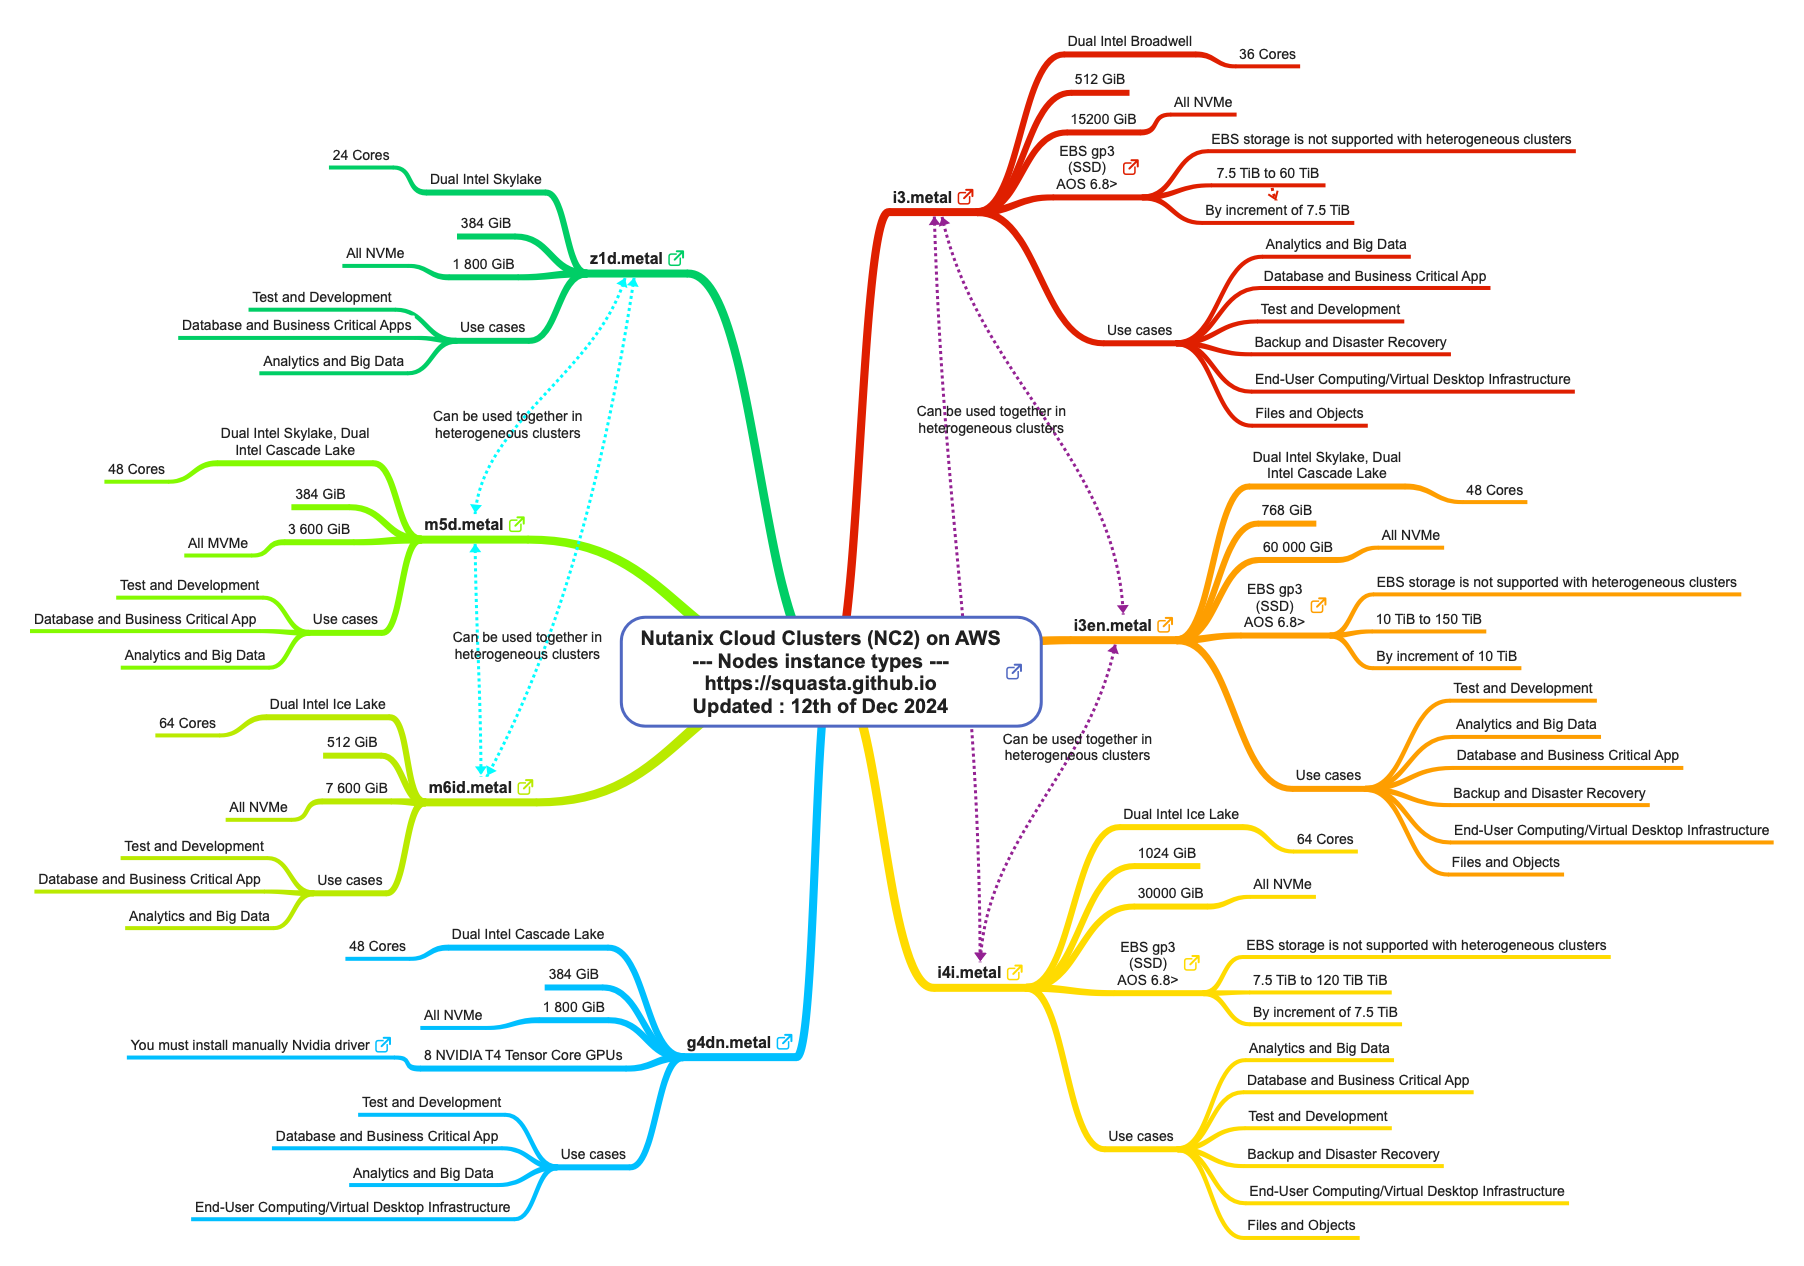 Nutanix Cloud Clusters (NC2) on AWS
--- Nodes instance types ---
https://squasta.github.io
Updated : 12th of Dec 2024
i3.metal
Dual Intel Broadwell
36 Cores
512 GiB
15200 GiB
All NVMe
EBS gp3
(SSD)
AOS 6.8>
EBS storage is not supported with heterogeneous clusters
7.5 TiB to 60 TiB
By increment of 7.5 TiB
Use cases
Analytics and Big Data
Database and Business Critical App
Test and Development
Backup and Disaster Recovery
End-User Computing/Virtual Desktop Infrastructure
Files and Objects
Can be used together in
heterogeneous clusters
i3en.metal
Dual Intel Skylake, Dual
Intel Cascade Lake
48 Cores
768 GiB
60 000 GiB
All NVMe
EBS gp3
(SSD)
AOS 6.8>
EBS storage is not supported with heterogeneous clusters
10 TiB to 150 TiB
By increment of 10 TiB
Use cases
Test and Development
Analytics and Big Data
Database and Business Critical App
Backup and Disaster Recovery
End-User Computing/Virtual Desktop Infrastructure
Files and Objects
Can be used together in
heterogeneous clusters
i4i.metal
Dual Intel Ice Lake
64 Cores
1024 GiB
30000 GiB
All NVMe
EBS gp3
(SSD)
AOS 6.8>
EBS storage is not supported with heterogeneous clusters
7.5 TiB to 120 TiB TiB
By increment of 7.5 TiB
Use cases
Analytics and Big Data
Database and Business Critical App
Test and Development
Backup and Disaster Recovery
End-User Computing/Virtual Desktop Infrastructure
Files and Objects
z1d.metal
Dual Intel Skylake
24 Cores
384 GiB
1 800 GiB
All NVMe
Use cases
Test and Development
Database and Business Critical Apps
Analytics and Big Data
Can be used together in
heterogeneous clusters
m5d.metal
Dual Intel Skylake, Dual
Intel Cascade Lake
48 Cores
384 GiB
3 600 GiB
All MVMe
Use cases
Test and Development
Database and Business Critical App
Analytics and Big Data
Can be used together in
heterogeneous clusters
m6id.metal
Dual Intel Ice Lake
64 Cores
512 GiB
7 600 GiB
All NVMe
Use cases
Test and Development
Database and Business Critical App
Analytics and Big Data
g4dn.metal
Dual Intel Cascade Lake
48 Cores
384 GiB
1 800 GiB
All NVMe
8 NVIDIA T4 Tensor Core GPUs
You must install manually Nvidia driver
Use cases
Test and Development
Database and Business Critical App
Analytics and Big Data
End-User Computing/Virtual Desktop Infrastructure